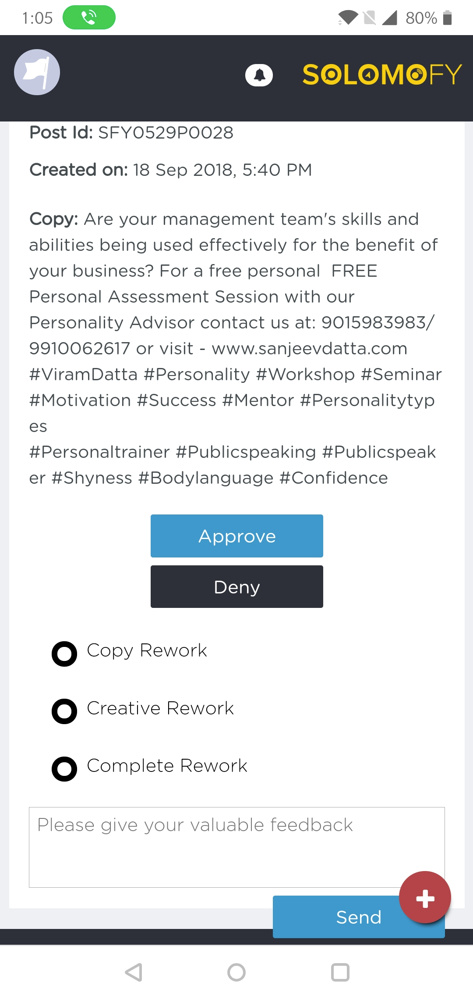 1:05
80%
SOLOMOFY
Post Id: SFY0529P0028
Created on: 18 Sep 2018, 5:40 PM
Copy: Are your management team's skills and
abilities being used effectively for the benefit of
your business? For a free personal  FREE
Personal Assessment Session with our
Personality Advisor contact us at: 9015983983/
9910062617 or visit - www.sanjeevdatta.com
#ViramDatta #Personality #Workshop #Seminar
#Motivation #Success #Mentor #Personalitytyp
es
#Personaltrainer #Publicspeaking #Publicspeak
er #Shyness #Bodylanguage #Confidence
Approve
Deny
Copy Rework
Creative Rework
Complete Rework
Please give your valuable feedback
Send